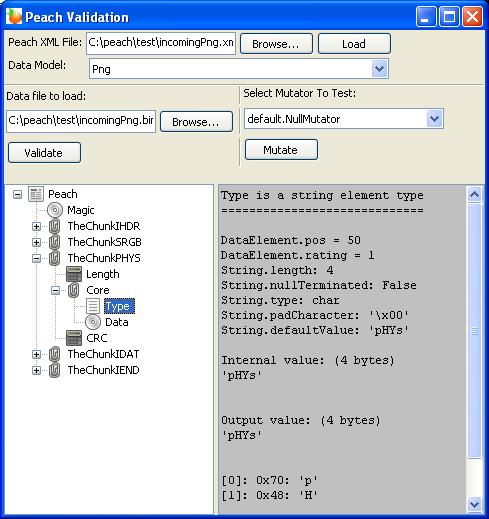 Peach Validation
Peach XML File: C:\peach\test\incomingPng.xn Browse... Load
Data Model: Png
Data file to load: Select Mutator To Test:
C:\peach\test\incomingPng.bin Browse... default.NullMutator
Validate Mutate
Peach
Magic
TheChunkIHDR
TheChunkSRGB
TheChunkPHYS
Length
Core
Type
Data
CRC
TheChunkIDAT
TheChunkIEND
Type is a string element type
=============================
DataElement.pos = 50
DataElement.rating = 1
String.length: 4
String.nullTerminated: False
String.type: char
String.padCharacter: '\x00'
String.defaultValue: 'pHYs'
Internal value: (4 bytes)
'pHYs'
Output value: (4 bytes)
'pHYs'
[0]: 0x70: 'p'
[1]: 0x48: 'H'